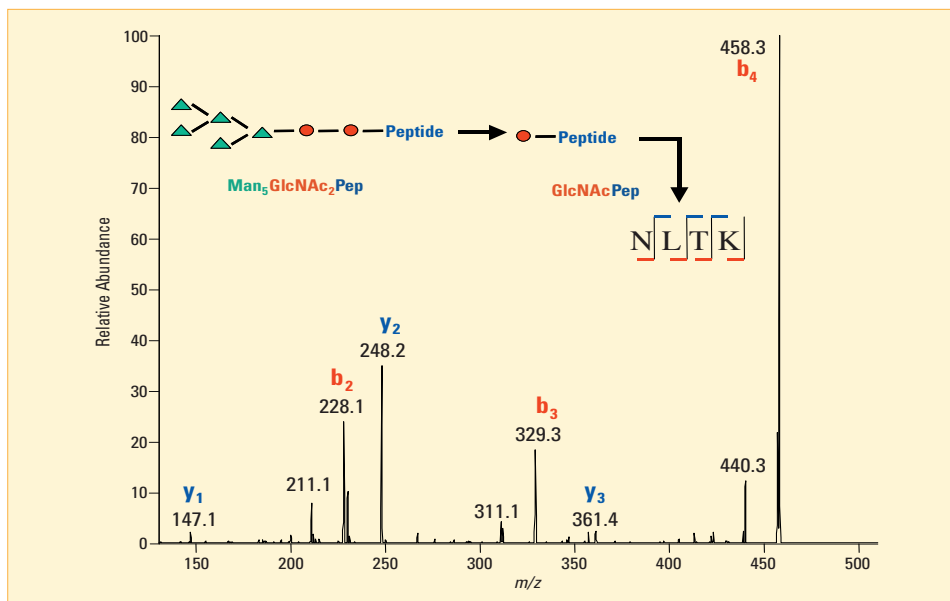 100
90
80
70
60
50
40
30
20
10
0
Relative Abundance
150 200 250 300 350 400 450 500
m/z
Peptide
Man5GlcNAc2Pep
Peptide
GlcNAcPep
NLTK
458.3
b4
y2
248.2
b2
228.1
b3
329.3
211.1
y1
147.1
311.1
y3
361.4
440.3